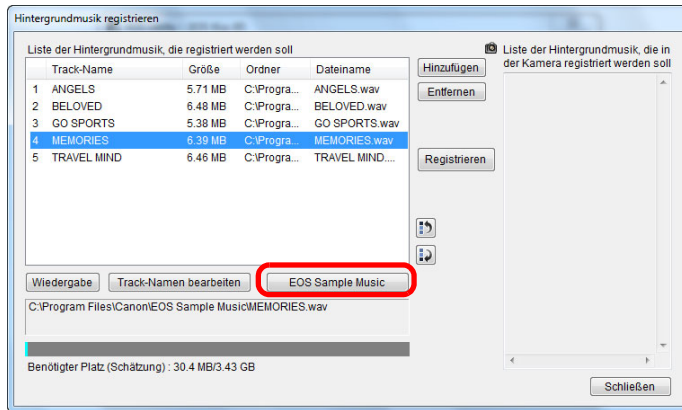 Hintergrundmusik registrieren
Liste der Hintergrundmusik, die registriert werden soll
Track-Name Größe Ordner Dateiname
1 ANGELS 5.71 MB C:\Progra... ANGELS.wav
2 BELOVED 6.48 MB C:\Progra... BELOVED.wav
3 GO SPORTS 5.38 MB C:\Progra... GO SPORTS.wav
4 MEMORIES 6.39 MB C:\Progra... MEMORIES.wav
5 TRAVEL MIND 6.46 MB C:\Progra... TRAVEL MIND....
Wiedergabe Track-Namen bearbeiten EOS Sample Music
C:\Program Files\Canon\EOS Sample Music\MEMORIES.wav
Benötigter Platz (Schätzung) : 30.4 MB/3.43 GB
Hinzufügen
Entfernen
Registrieren
Liste der Hintergrundmusik, die in
der Kamera registriert werden soll
Schließen